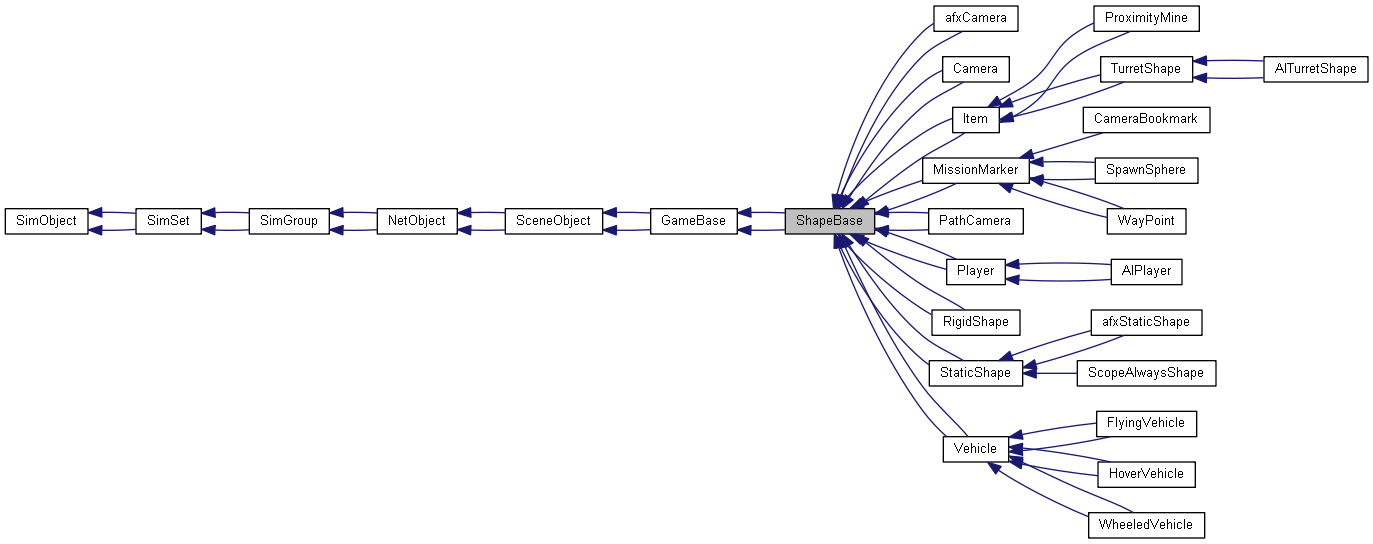 afxCamera
ProximityMine
Camera
TurretShape
AITurretShape
Item
CameraBookmark
MissionMarker
SpawnSphere
SimObject
SimSet
SimGroup
NetObject
SceneObject
GameBase
ShapeBase
PathCamera
WayPoint
Player
AIPlayer
RigidShape
afxStaticShape
StaticShape
ScopeAlwaysShape
FlyingVehicle
Vehicle
HoverVehicle
WheeledVehicle